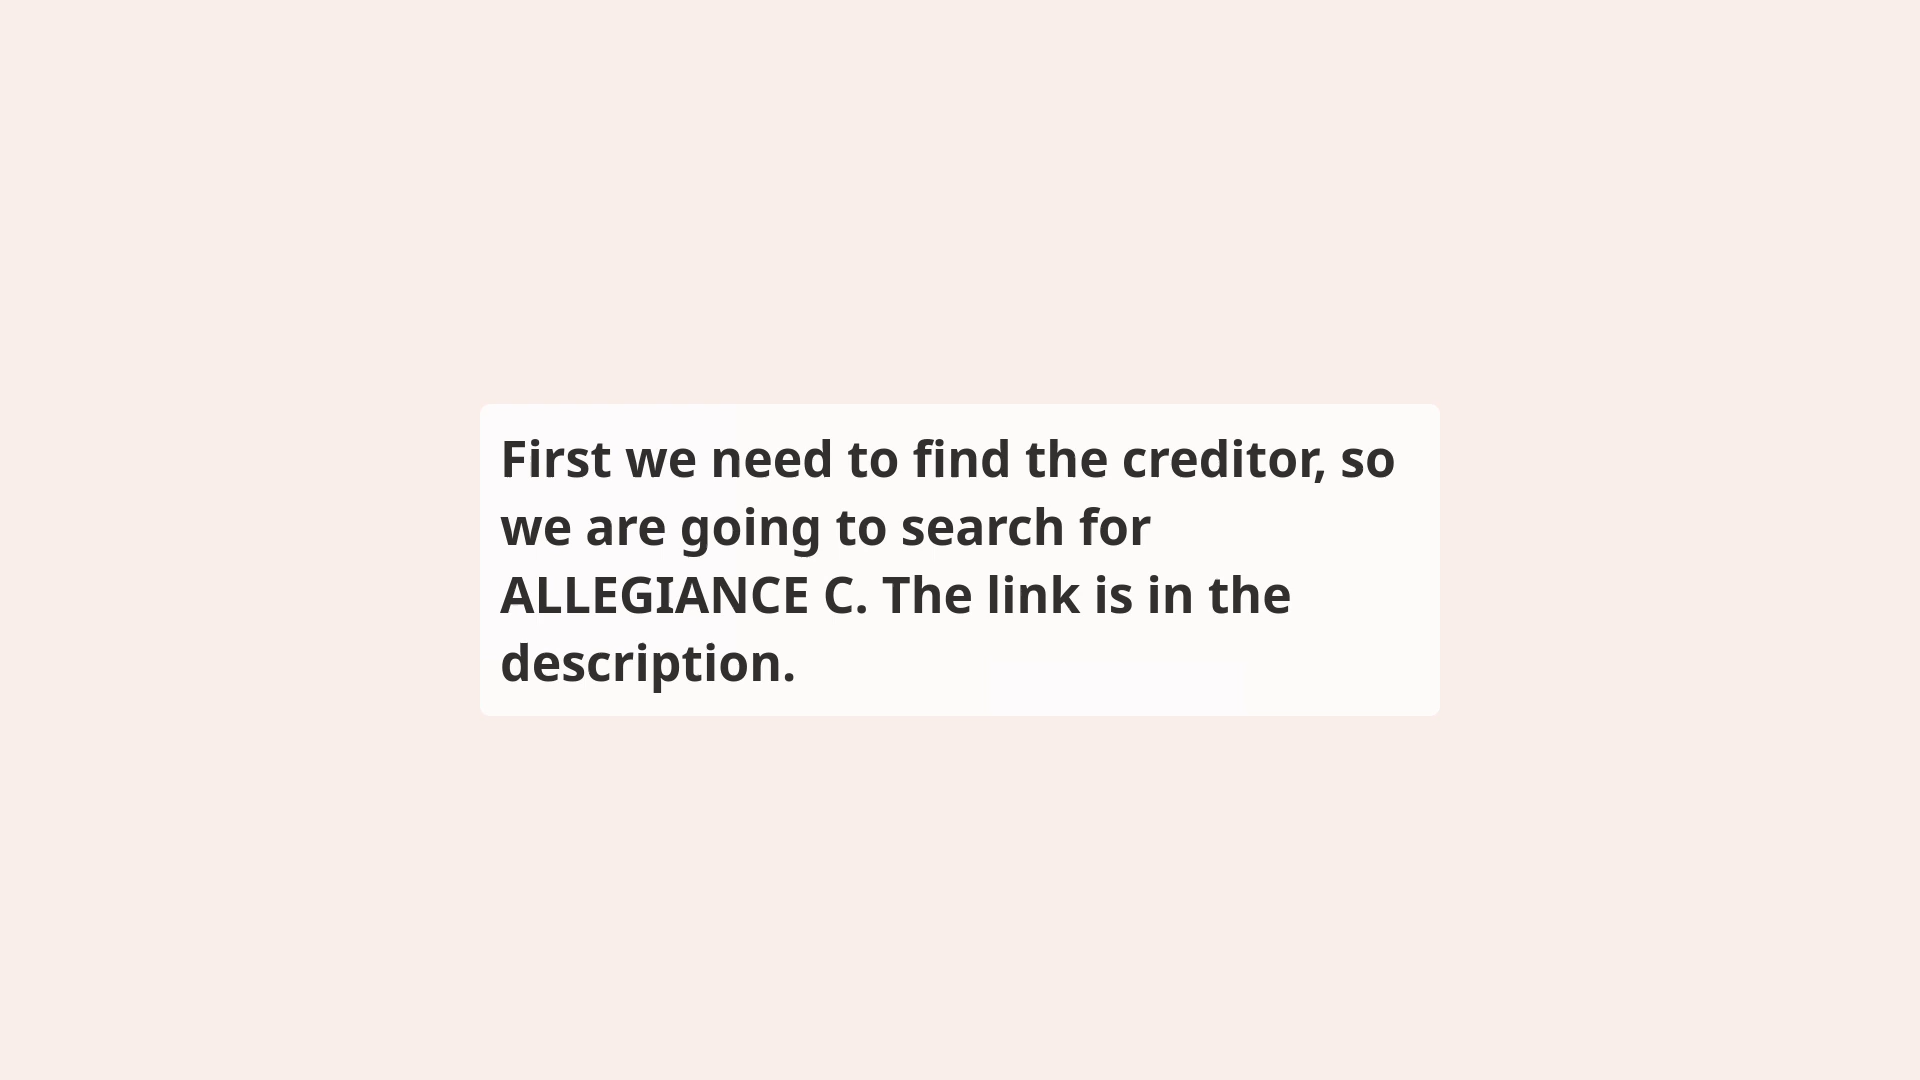 First we need to find the creditor, so
we are going to search for
ALLEGIANCE C. The link is in the
description.